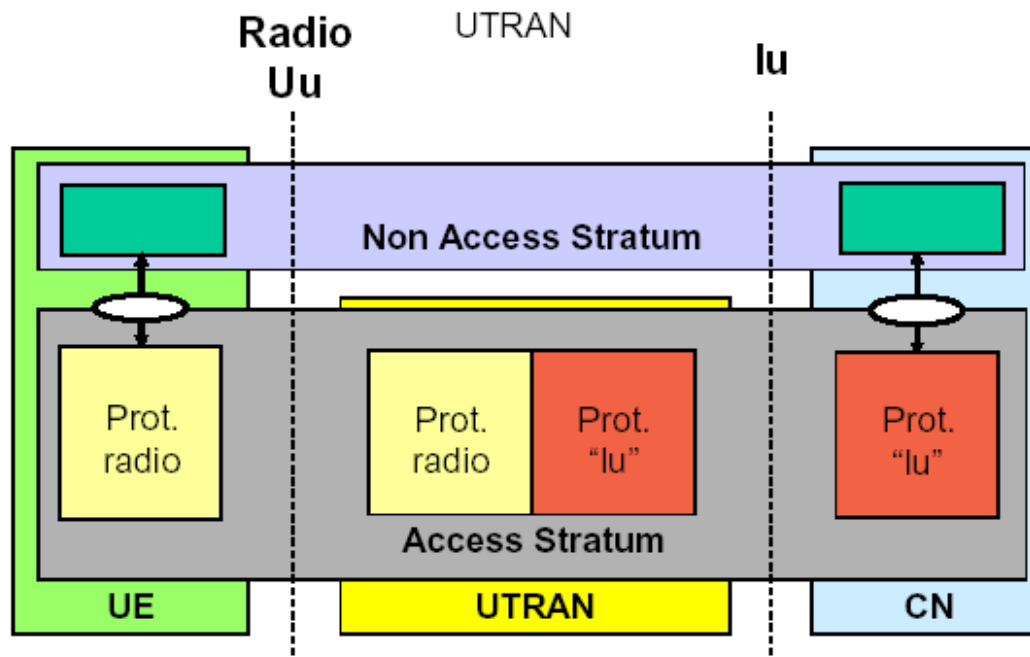 UTRAN
Radio
Uu
Iu
Non Access Stratum
Prot.
radio
Prot.
radio
Prot.
“Iu”
Prot.
“Iu”
Access Stratum
UE
UTRAN
CN